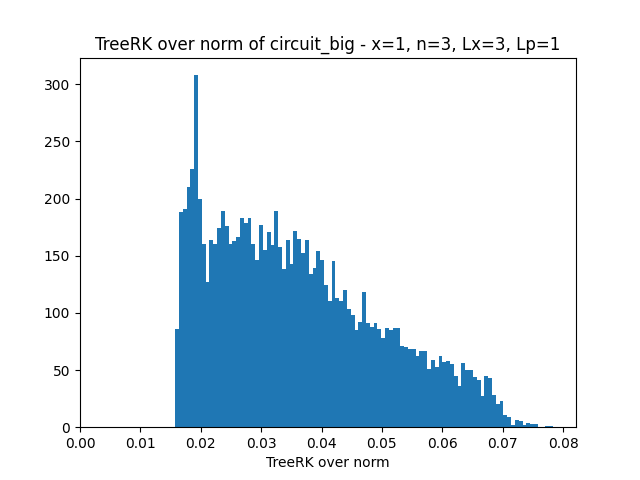 TreeRK over norm of circuit_big - x=1, n=3, Lx=3, Lp=1
300
250
200
150
100
50
0
0.00 0.01 0.02 0.03 0.04 0.05 0.06 0.07 0.08
TreeRK over norm